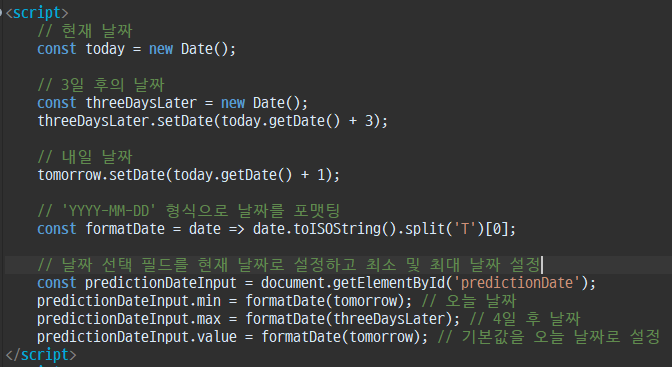 <script>
// 현재 날짜
const today = new Date();
// 3일 후의 날짜
const threeDaysLater = new Date();
threeDaysLater.setDate(today.getDate() + 3);
// 내일 날짜
tomorrow.setDate(today.getDate() + 1);
// 'YYYY-MM-DD' 형식으로 날짜를 포맷팅
const formatDate = date => date.toISOString().split('T')[0];
// 날짜 선택 필드를 현재 날짜로 설정하고 최소 및 최대 날짜 설정
const predictionDateInput = document.getElementById('predictionDate');
predictionDateInput.min = formatDate(tomorrow); // 오늘 날짜
predictionDateInput.max = formatDate(threeDaysLater); // 4일 후 날짜
predictionDateInput.value = formatDate(tomorrow); // 기본값을 오늘 날짜로 설정
</script>